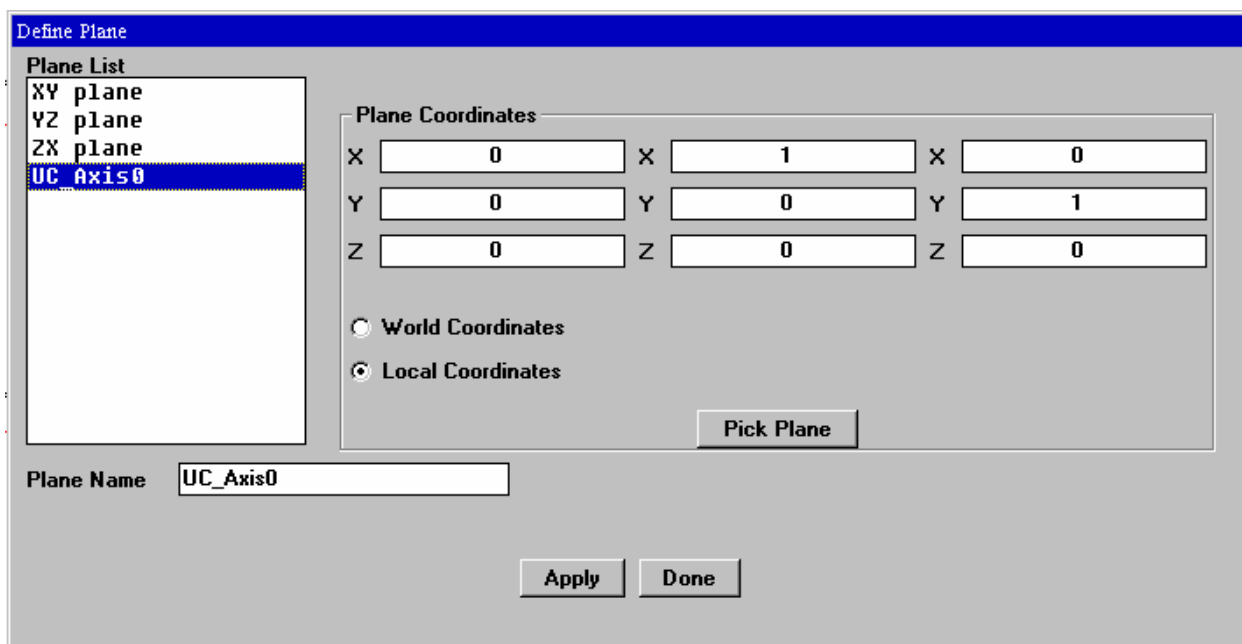 Define Plane
Plane List
XY plane
YZ plane
ZX plane
UC_Axis0
Plane Coordinates
X 0 X 1 X 0
Y 0 Y 0 Y 1
Z 0 Z 0 Z 0
World Coordinates
Local Coordinates
Pick Plane
Plane Name UC_Axis0
Apply Done